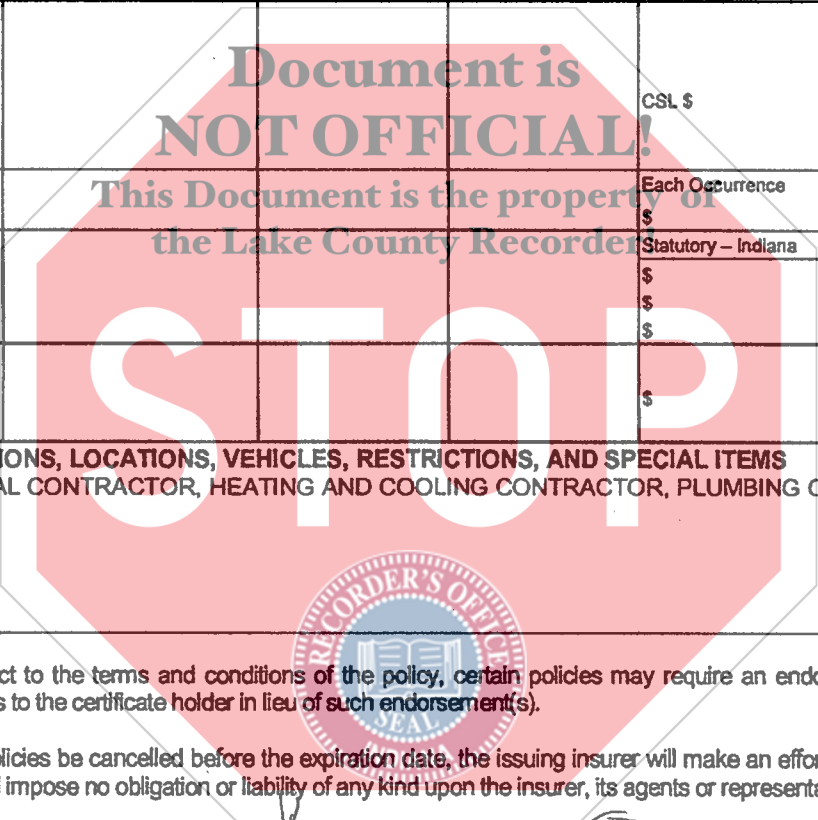 Document is
NOT OFFICIAL!
This Document is the property of
the Lake County Recorder!
CSL $
Each Occurrence
$
Statutory – Indiana
$
$
$
$
STOP
IONS, LOCATIONS, VEHICLES, RESTRICTIONS, AND SPECIAL ITEMS
AL CONTRACTOR, HEATING AND COOLING CONTRACTOR, PLUMBING C
RECORDER'S OFFICE
SEAL
ct to the terms and conditions of the policy, certain policies may require an endo
s to the certificate holder in lieu of such endorsement(s).
licies be cancelled before the expiration date, the issuing insurer will make an effor
l impose no obligation or liability of any kind upon the insurer, its agents or representa